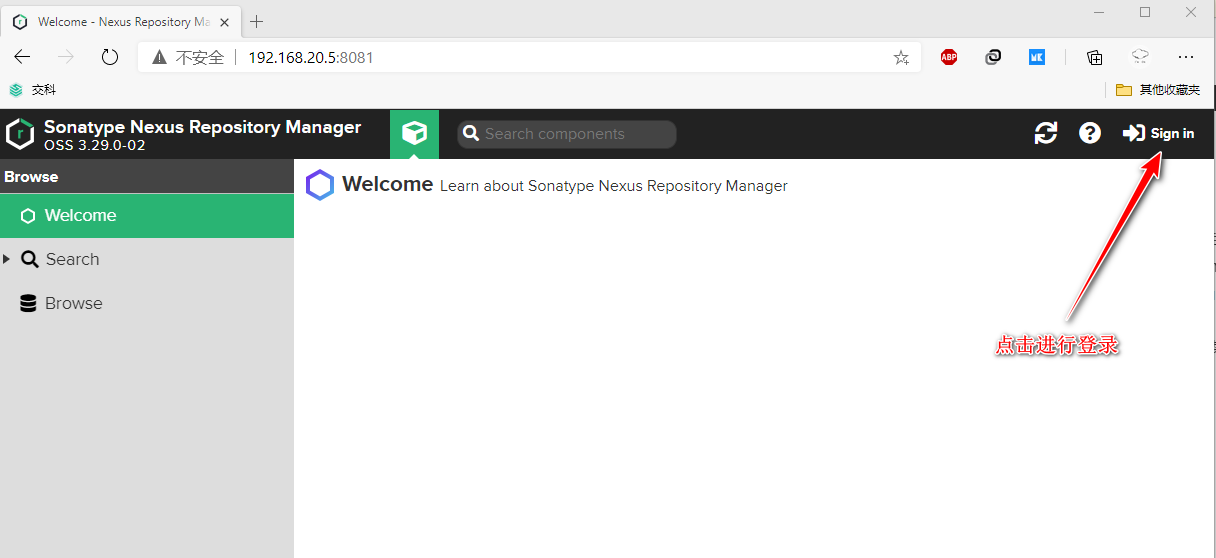 Welcome - Nexus Repository Ma
不安全 192.168.20.5:8081
ABP
交科
其他收藏夹
Sonatype Nexus Repository Manager
OSS 3.29.0-02
Search components
Sign in
Browse
Welcome
Search
Browse
Welcome Learn about Sonatype Nexus Repository Manager
点击进行登录